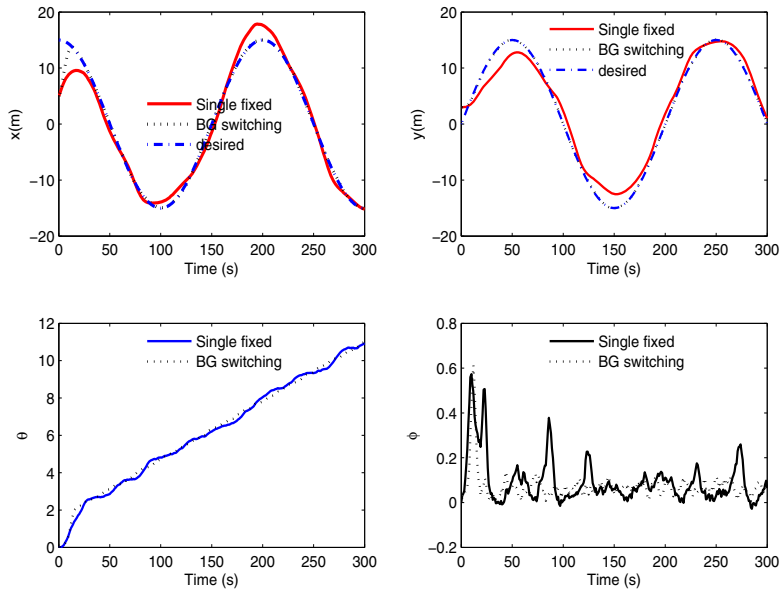 20
10
0
−10
−20
x(m)
Single fixed
BG switching
desired
0 50 100 150 200 250 300
Time (s)
20
10
0
−10
−20
y(m)
Single fixed
BG switching
desired
0 50 100 150 200 250 300
Time (s)
12
10
8
6
4
2
0
θ
Single fixed
BG switching
0 50 100 150 200 250 300
Time (s)
0.8
0.6
0.4
0.2
0
−0.2
φ
Single fixed
BG switching
0 50 100 150 200 250 300
Time (s)